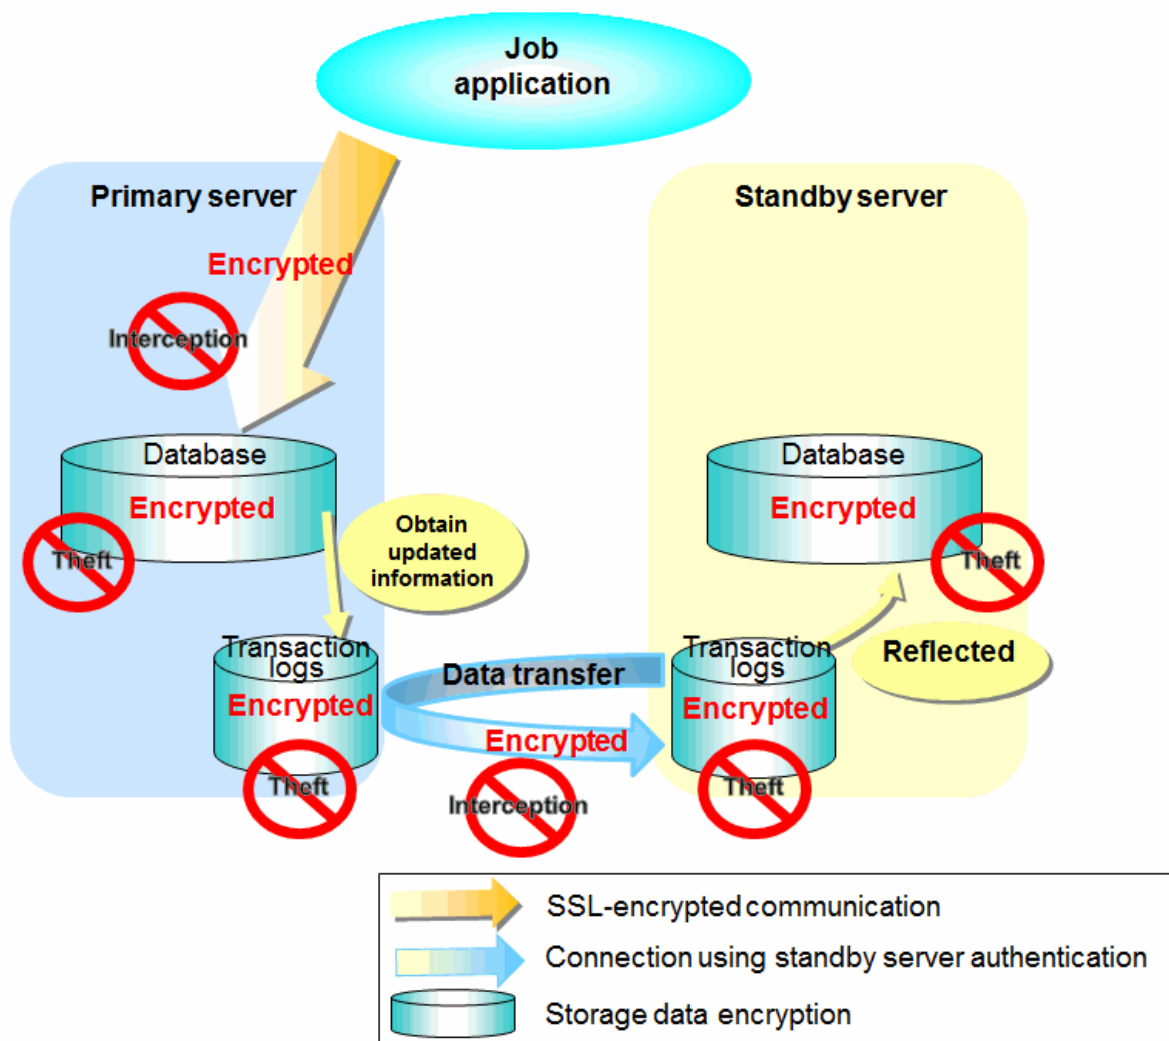 Job
application
Primary server
Standby server
Encrypted
Interception
Database
Encrypted
Theft
Obtain
updated
information
Database
Encrypted
Theft
Transaction
logs
Encrypted
Theft
Data transfer
Encrypted
Interception
Transaction
logs
Encrypted
Theft
Reflected
SSL-encrypted communication
Connection using standby server authentication
Storage data encryption